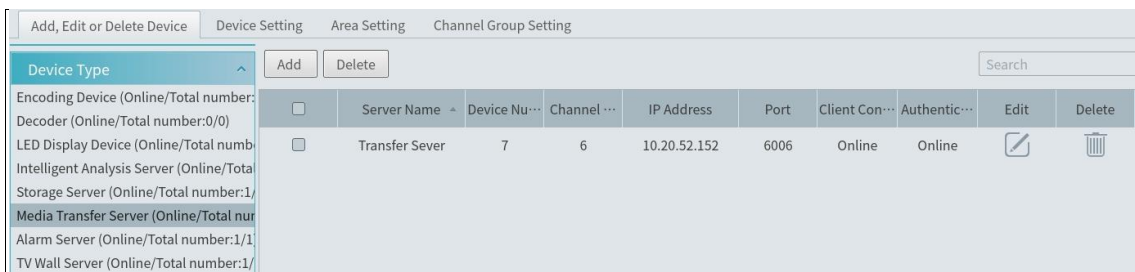 Add, Edit or Delete Device Device Setting Area Setting Channel Group Setting
Device Type
Encoding Device (Online/Total number:
Decoder (Online/Total number:0/0)
LED Display Device (Online/Total numb
Intelligent Analysis Server (Online/Total
Storage Server (Online/Total number:1/
Media Transfer Server (Online/Total nur
Alarm Server (Online/Total number:1/1
TV Wall Server (Online/Total number:1/
Add Delete Search
Server Name Device Nu··· Channel ··· IP Address Port Client Con··· Authentic··· Edit Delete
Transfer Sever 7 6 10.20.52.152 6006 Online Online